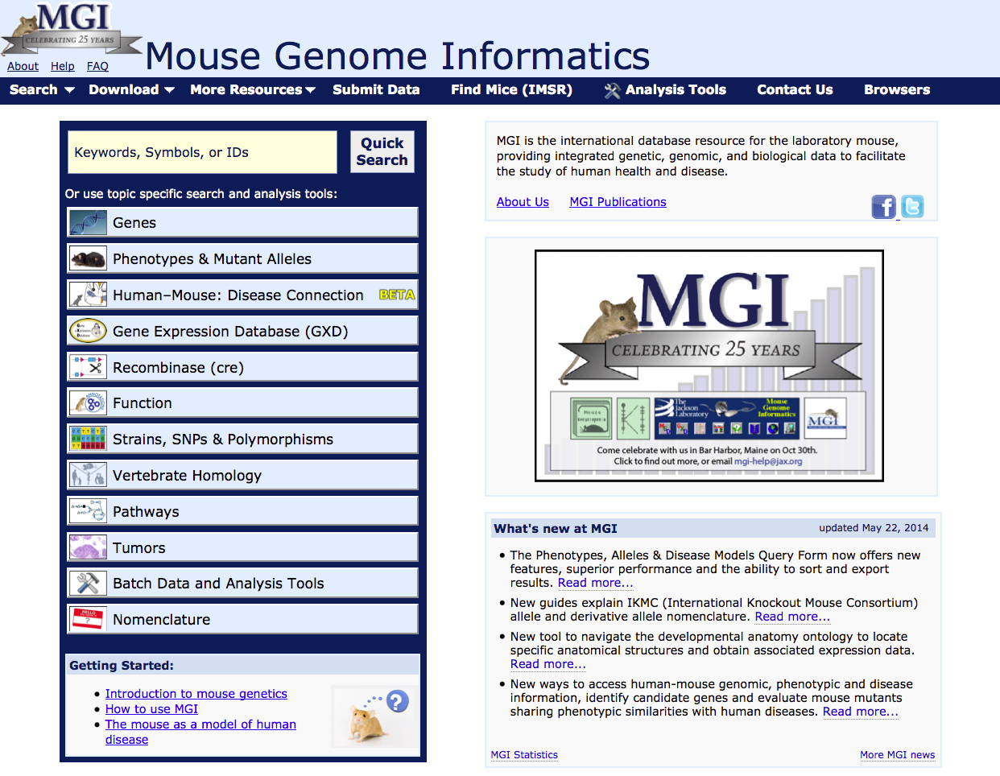 MGI
CELEBRATING 25 YEARS
About Help FAQ
Mouse Genome Informatics
Search Download More Resources Submit Data Find Mice (IMSR) Analysis Tools Contact Us Browsers
Keywords, Symbols, or IDs
Quick
Search
Or use topic specific search and analysis tools:
Genes
Phenotypes & Mutant Alleles
Human–Mouse: Disease Connection BETA
Gene Expression Database (GXD)
Recombinase (cre)
Function
Strains, SNPs & Polymorphisms
Vertebrate Homology
Pathways
Tumors
Batch Data and Analysis Tools
HELLO
Nomenclature
Getting Started:
• Introduction to mouse genetics
• How to use MGI
• The mouse as a model of human
disease
MGI is the international database resource for the laboratory mouse,
providing integrated genetic, genomic, and biological data to facilitate
the study of human health and disease.
About Us MGI Publications
MGI
CELEBRATING 25 YEARS
Mouse
Encyclopedia
The
Jackson
Laboratory
Mouse
Genome
Informatics
MGI
Come celebrate with us in Bar Harbor, Maine on Oct 30th.
Click to find out more, or email mgi-help@jax.org
What's new at MGI updated May 22, 2014
• The Phenotypes, Alleles & Disease Models Query Form now offers new
features, superior performance and the ability to sort and export
results. Read more...
• New guides explain IKMC (International Knockout Mouse Consortium)
allele and derivative allele nomenclature. Read more...
• New tool to navigate the developmental anatomy ontology to locate
specific anatomical structures and obtain associated expression data.
Read more...
• New ways to access human-mouse genomic, phenotypic and disease
information, identify candidate genes and evaluate mouse mutants
sharing phenotypic similarities with human diseases. Read more...
MGI Statistics More MGI news